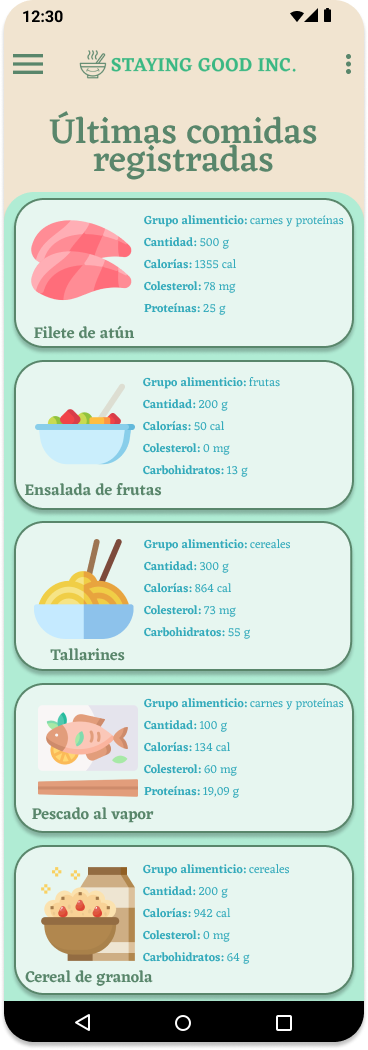 12:30
STAYING GOOD INC.
Últimas comidas
registradas
Grupo alimenticio: carnes y proteínas
Cantidad: 500 g
Calorías: 1355 cal
Colesterol: 78 mg
Proteínas: 25 g
Filete de atún
Grupo alimenticio: frutas
Cantidad: 200 g
Calorías: 50 cal
Colesterol: 0 mg
Carbohidratos: 13 g
Ensalada de frutas
Grupo alimenticio: cereales
Cantidad: 300 g
Calorías: 864 cal
Colesterol: 73 mg
Carbohidratos: 55 g
Tallarines
Grupo alimenticio: carnes y proteínas
Cantidad: 100 g
Calorías: 134 cal
Colesterol: 60 mg
Proteínas: 19,09 g
Pescado al vapor
Grupo alimenticio: cereales
Cantidad: 200 g
Calorías: 942 cal
Colesterol: 0 mg
Carbohidratos: 64 g
Cereal de granola